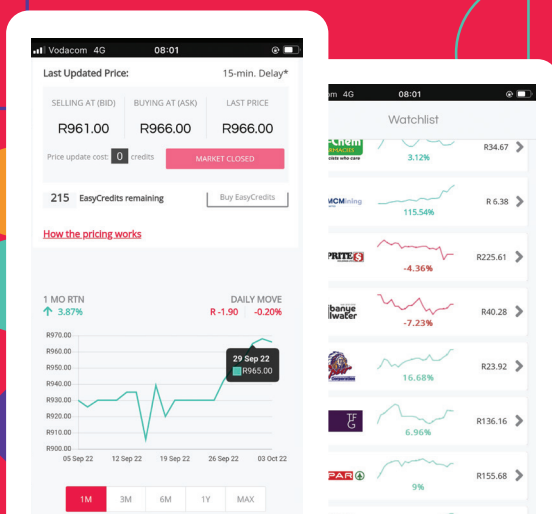 Vodacom 4G 08:01
Last Updated Price: 15-min. Delay*
SELLING AT (BID) BUYING AT (ASK) LAST PRICE
R961.00 R966.00 R966.00
Price update cost: 0 credits MARKET CLOSED
215 EasyCredits remaining Buy EasyCredits
How the pricing works
1 MO RTN DAILY MOVE
3.87% R -1.90 -0.20%
R970.00
R960.00
R950.00
R940.00
R930.00
R920.00
R910.00
R900.00
29 Sep 22
R965.00
05 Sep 22 12 Sep 22 19 Sep 22 26 Sep 22 03 Oct 22
1M 3M 6M 1Y MAX
om 4G 08:01
Watchlist
-Chem
3.12% R34.67
MCMining
115.54% R 6.38
PRITE
-4.36% R225.61
banye
llwater
-7.23% R40.28
16.68% R23.92
TFG
6.96% R136.16
PAR
9% R155.68